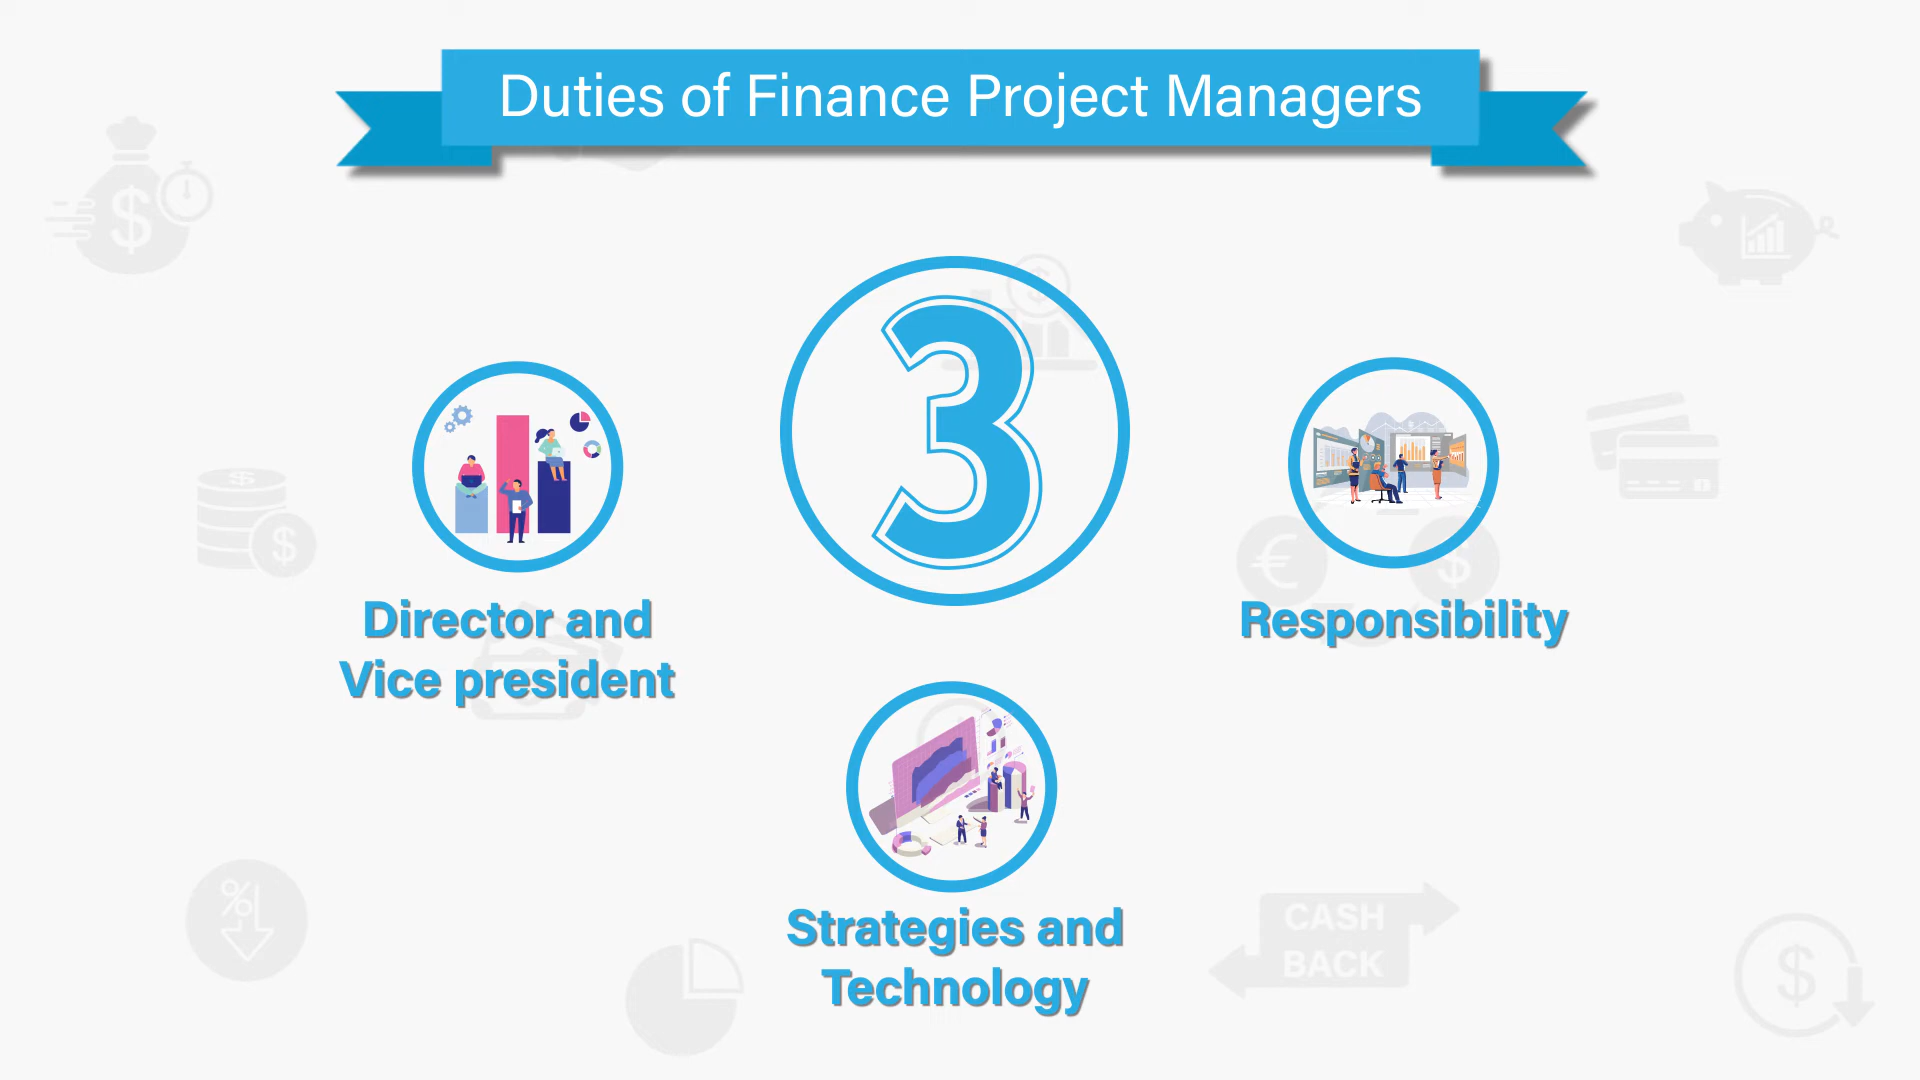 Duties of Finance Project Managers
3
Director and
Vice president
Responsibility
Strategies and
Technology
$
$
$
$
€
$
%
CASH
BACK
$